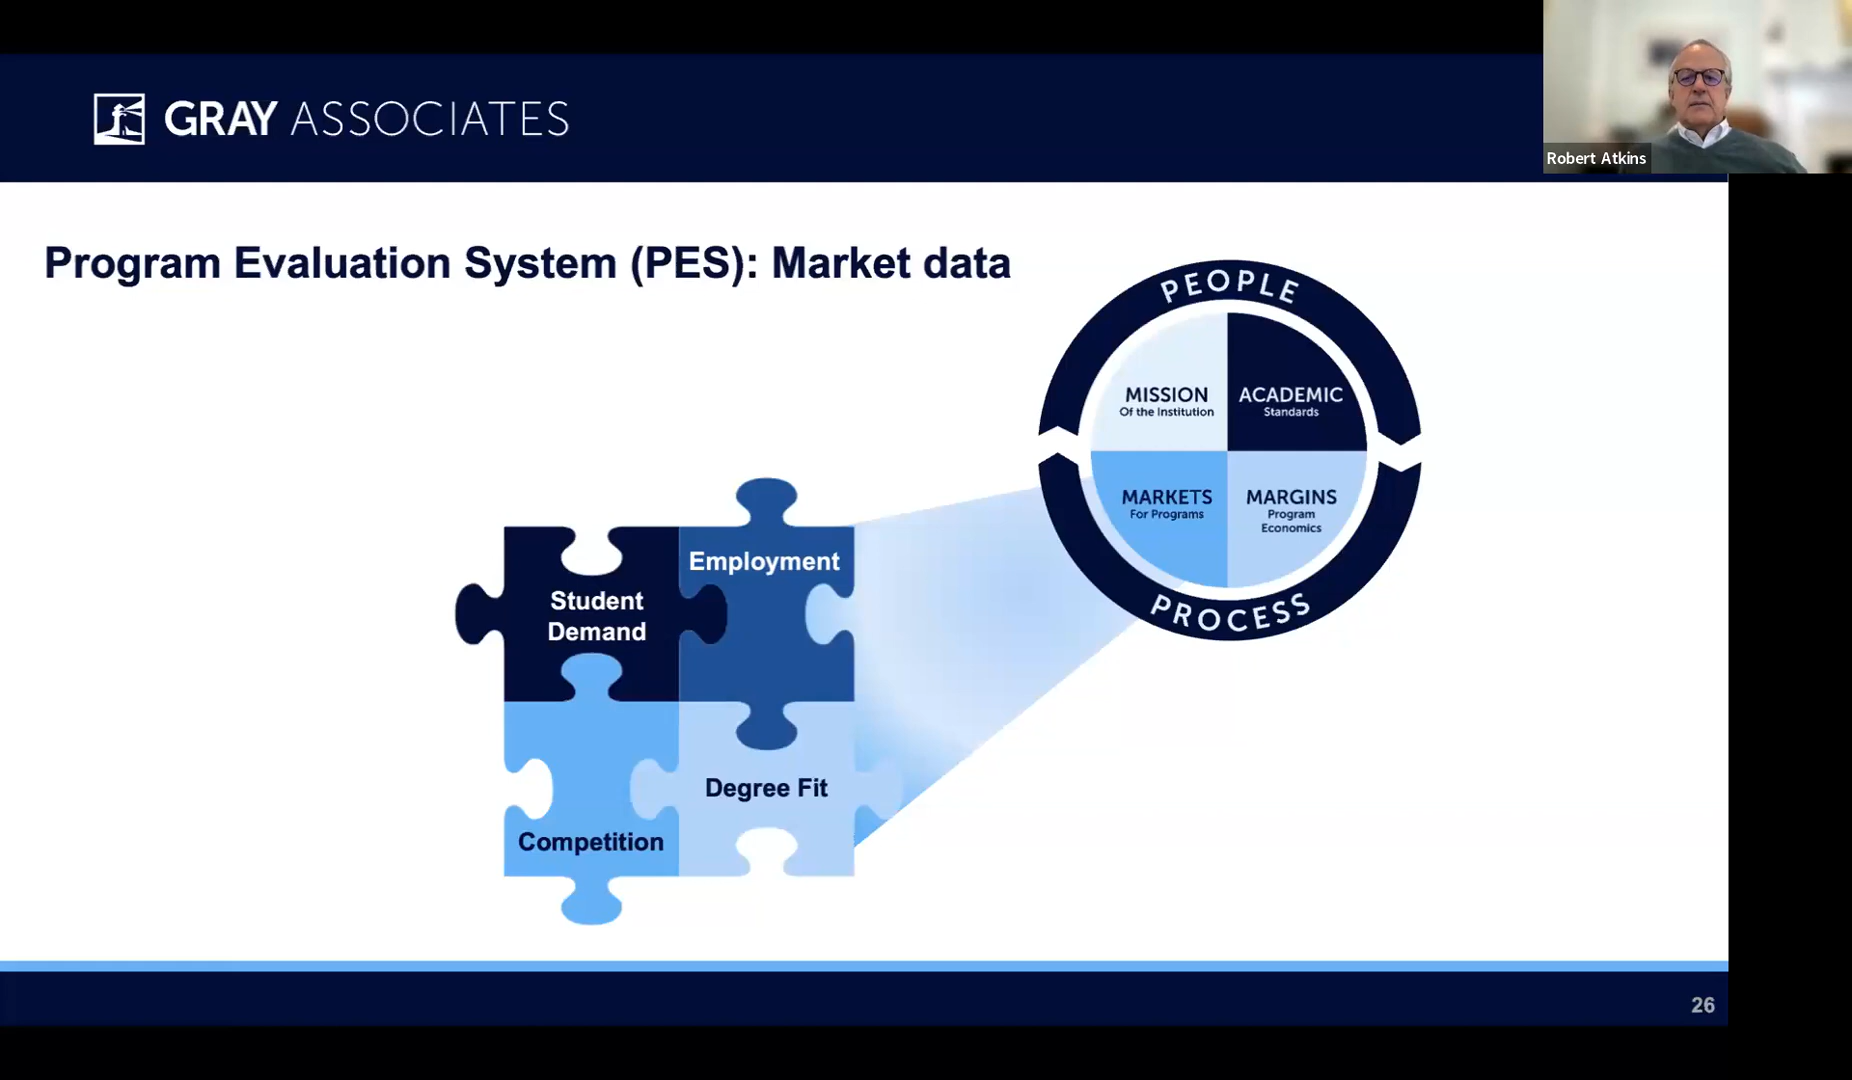 GRAY ASSOCIATES
Robert Atkins
Program Evaluation System (PES): Market data
PEOPLE
MISSION
Of the Institution
ACADEMIC
Standards
MARKETS
For Programs
MARGINS
Program
Economics
PROCESS
Student
Demand
Employment
Competition
Degree Fit
26